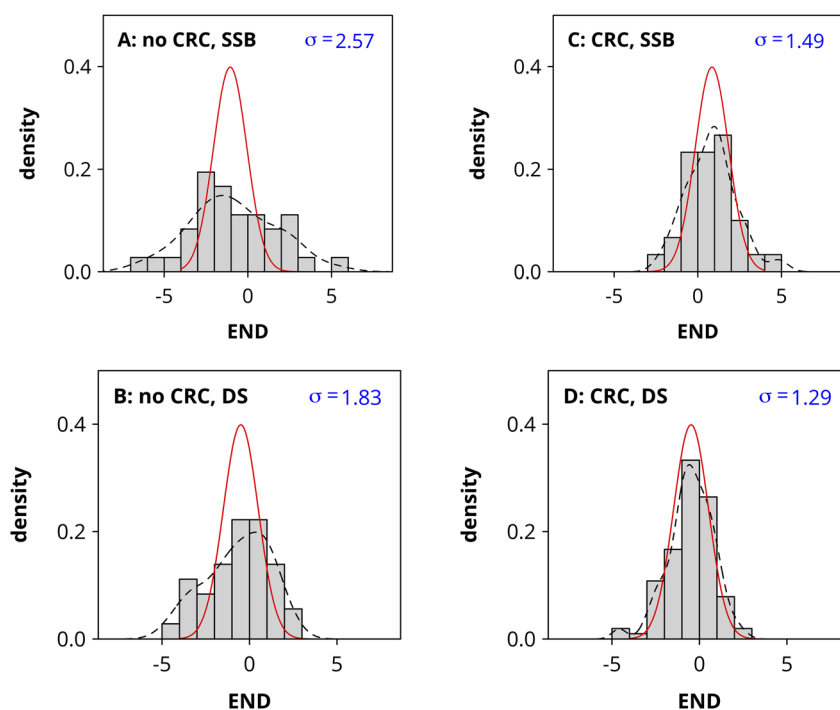 A: no CRC, SSB
σ = 2.57
density
0.4
0.2
0.0
-5 0 5
END
C: CRC, SSB
σ = 1.49
density
0.4
0.2
0.0
-5 0 5
END
B: no CRC, DS
σ = 1.83
density
0.4
0.2
0.0
-5 0 5
END
D: CRC, DS
σ = 1.29
density
0.4
0.2
0.0
-5 0 5
END